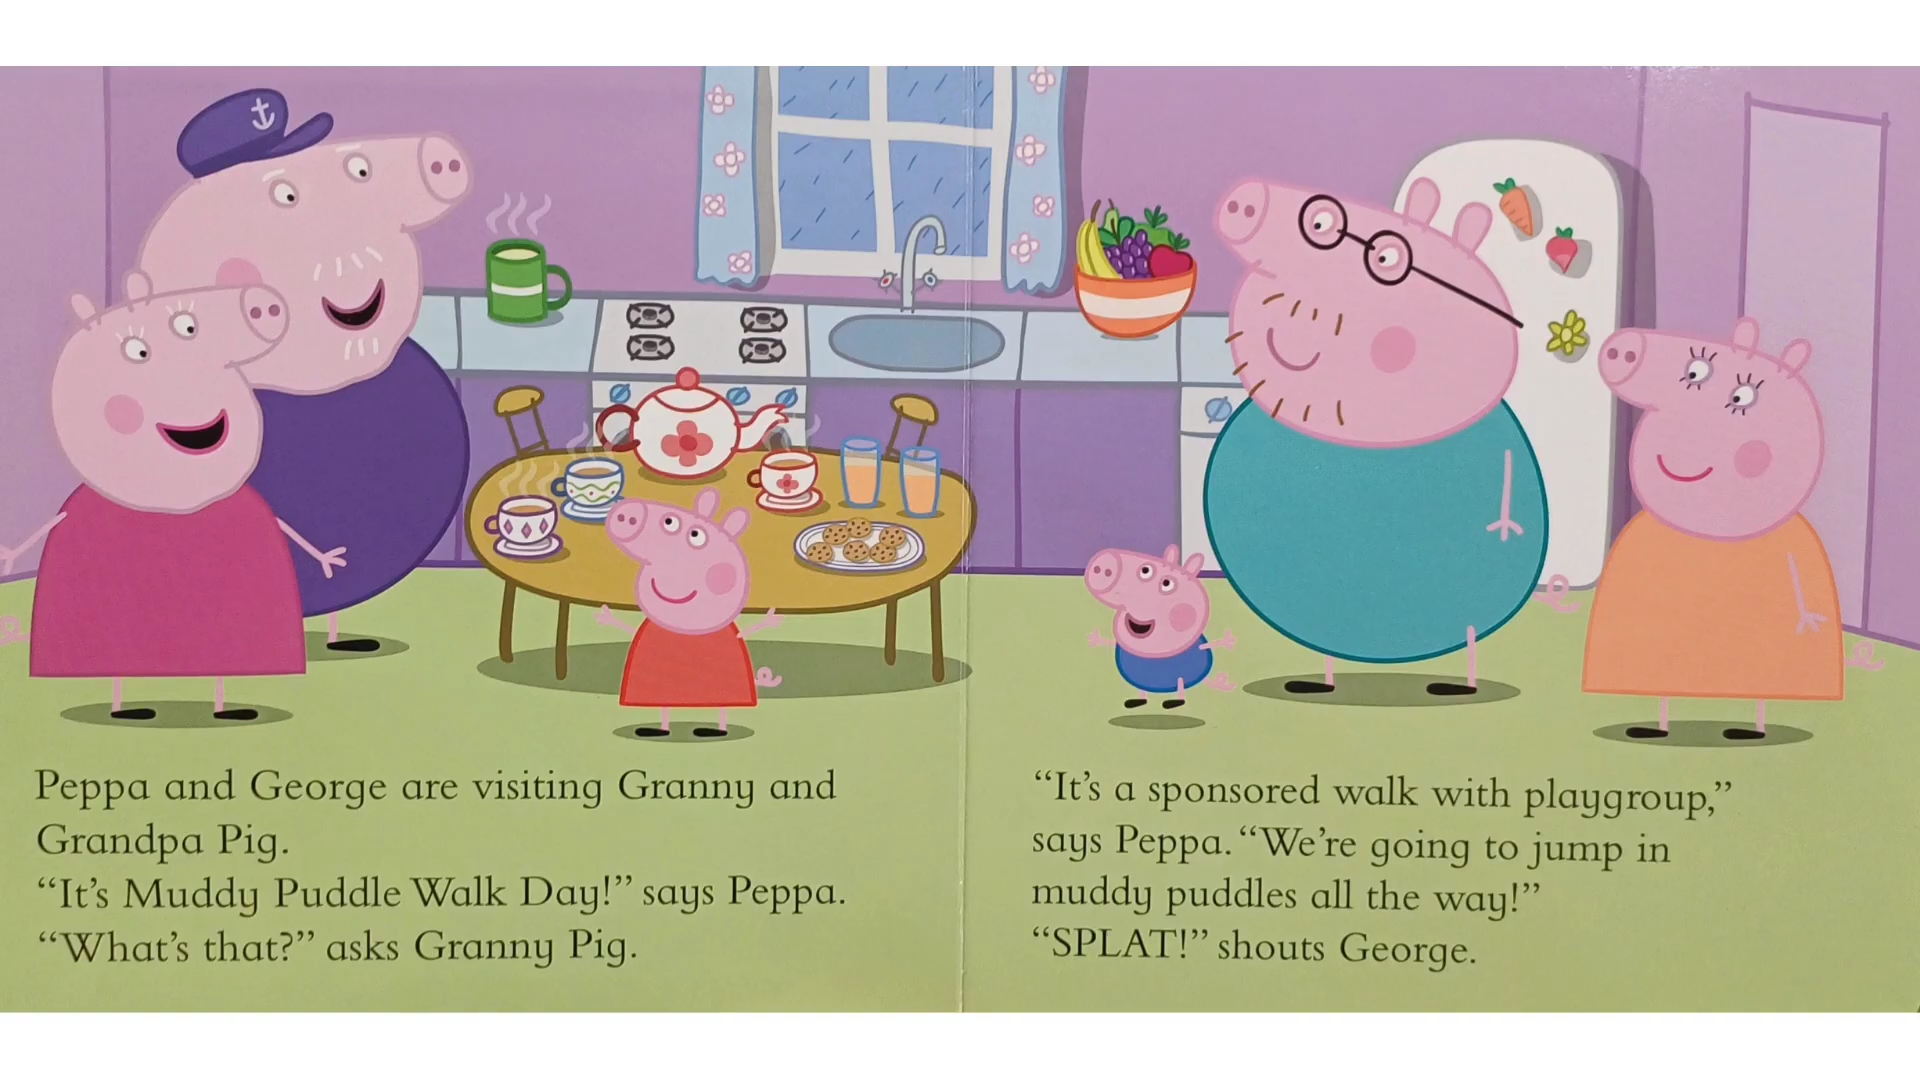 Peppa and George are visiting Granny and
Grandpa Pig.
“It’s Muddy Puddle Walk Day!” says Peppa.
“What’s that?” asks Granny Pig.
“It’s a sponsored walk with playgroup,”
says Peppa. “We’re going to jump in
muddy puddles all the way!”
“SPLAT!” shouts George.